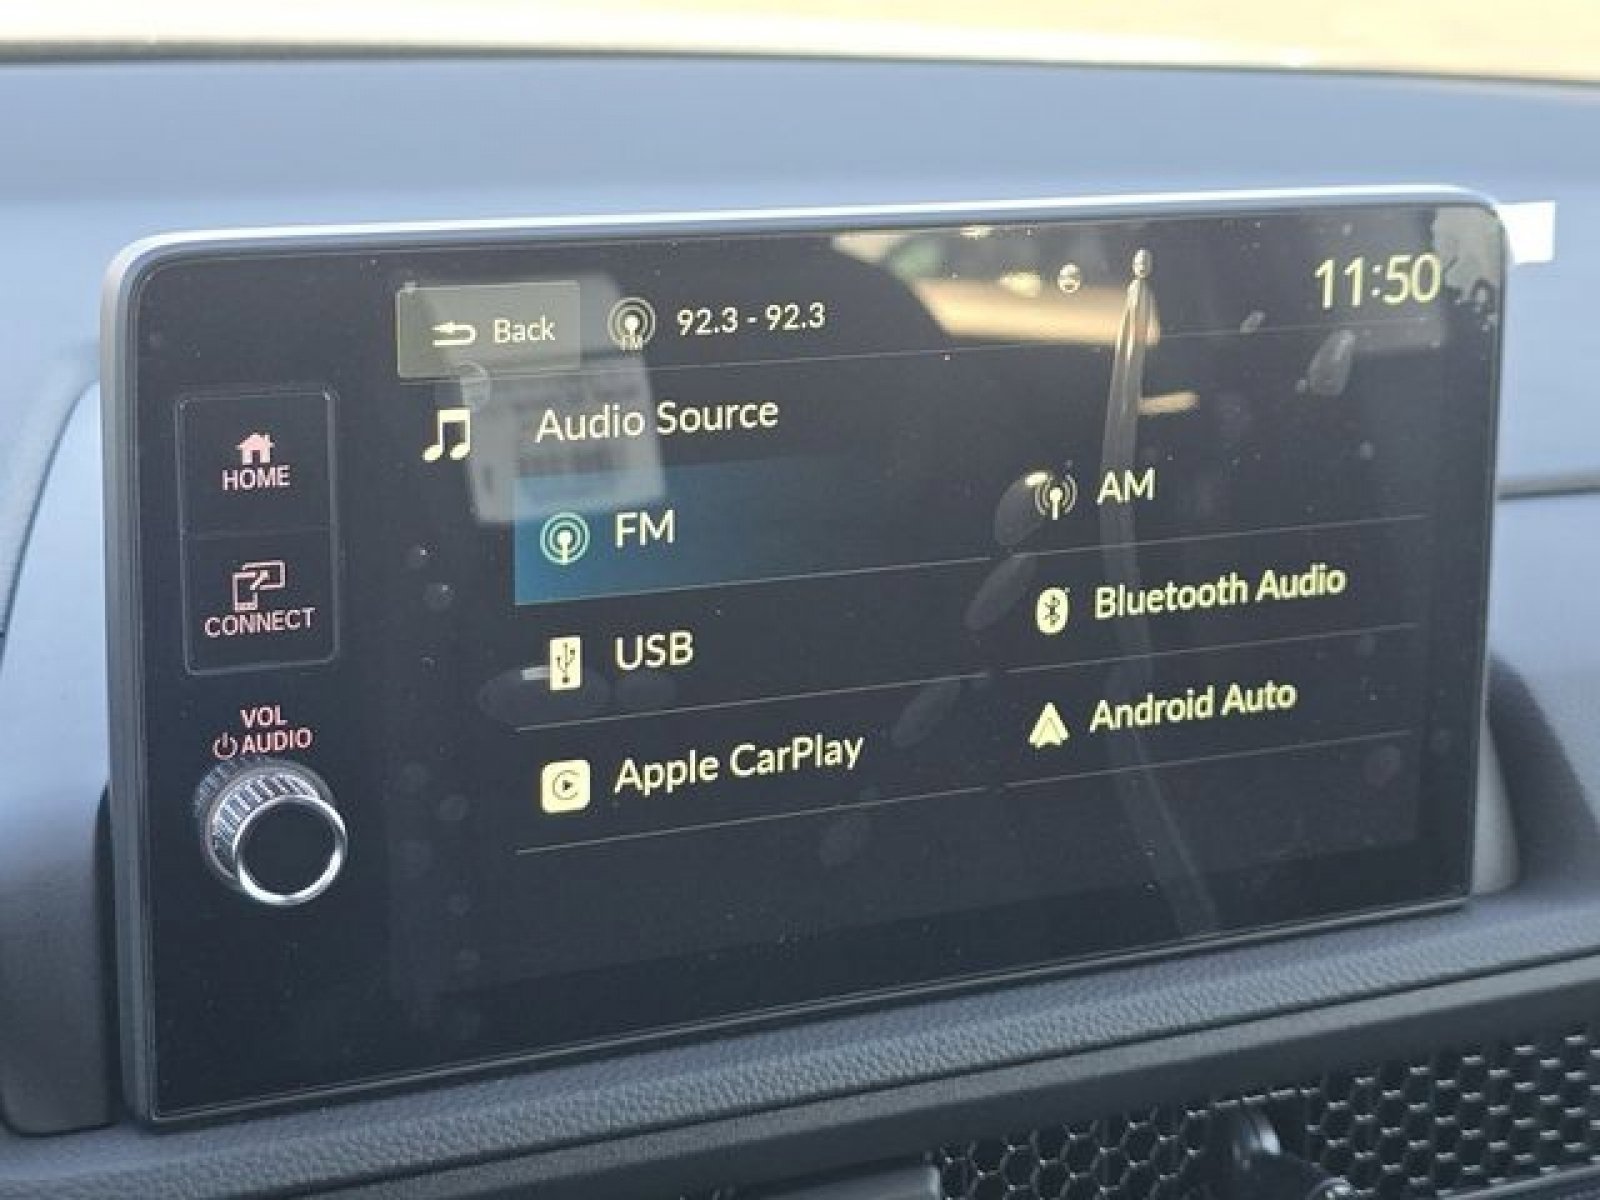 Back
FM
92.3 - 92.3
11:50
HOME
CONNECT
VOL
AUDIO
Audio Source
FM
AM
USB
Bluetooth Audio
Apple CarPlay
Android Auto